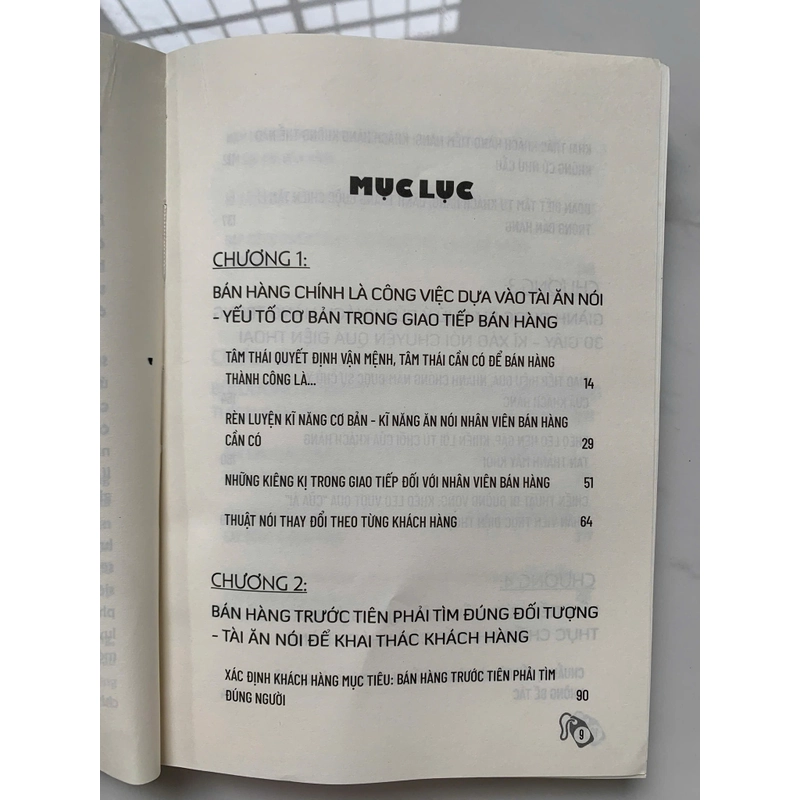 MỤC LỤC
CHƯƠNG 1:
BÁN HÀNG CHÍNH LÀ CÔNG VIỆC DỰA VÀO TÀI ĂN NÓI
- YẾU TỐ CƠ BẢN TRONG GIAO TIẾP BÁN HÀNG
TÂM THÁI QUYẾT ĐỊNH VẬN MỆNH, TÂM THÁI CẦN CÓ ĐỂ BÁN HÀNG
THÀNH CÔNG LÀ... 14
RÈN LUYỆN KĨ NĂNG CƠ BẢN - KĨ NĂNG ĂN NÓI NHÂN VIÊN BÁN HÀNG
CẦN CÓ 29
NHỮNG KIÊNG KỊ TRONG GIAO TIẾP ĐỐI VỚI NHÂN VIÊN BÁN HÀNG 51
THUẬT NÓI THAY ĐỔI THEO TỪNG KHÁCH HÀNG 64
CHƯƠNG 2:
BÁN HÀNG TRƯỚC TIÊN PHẢI TÌM ĐÚNG ĐỐI TƯỢNG
- TÀI ĂN NÓI ĐỂ KHAI THÁC KHÁCH HÀNG
XÁC ĐỊNH KHÁCH HÀNG MỤC TIÊU: BÁN HÀNG TRƯỚC TIÊN PHẢI TÌM
ĐÚNG NGƯỜI 90
9